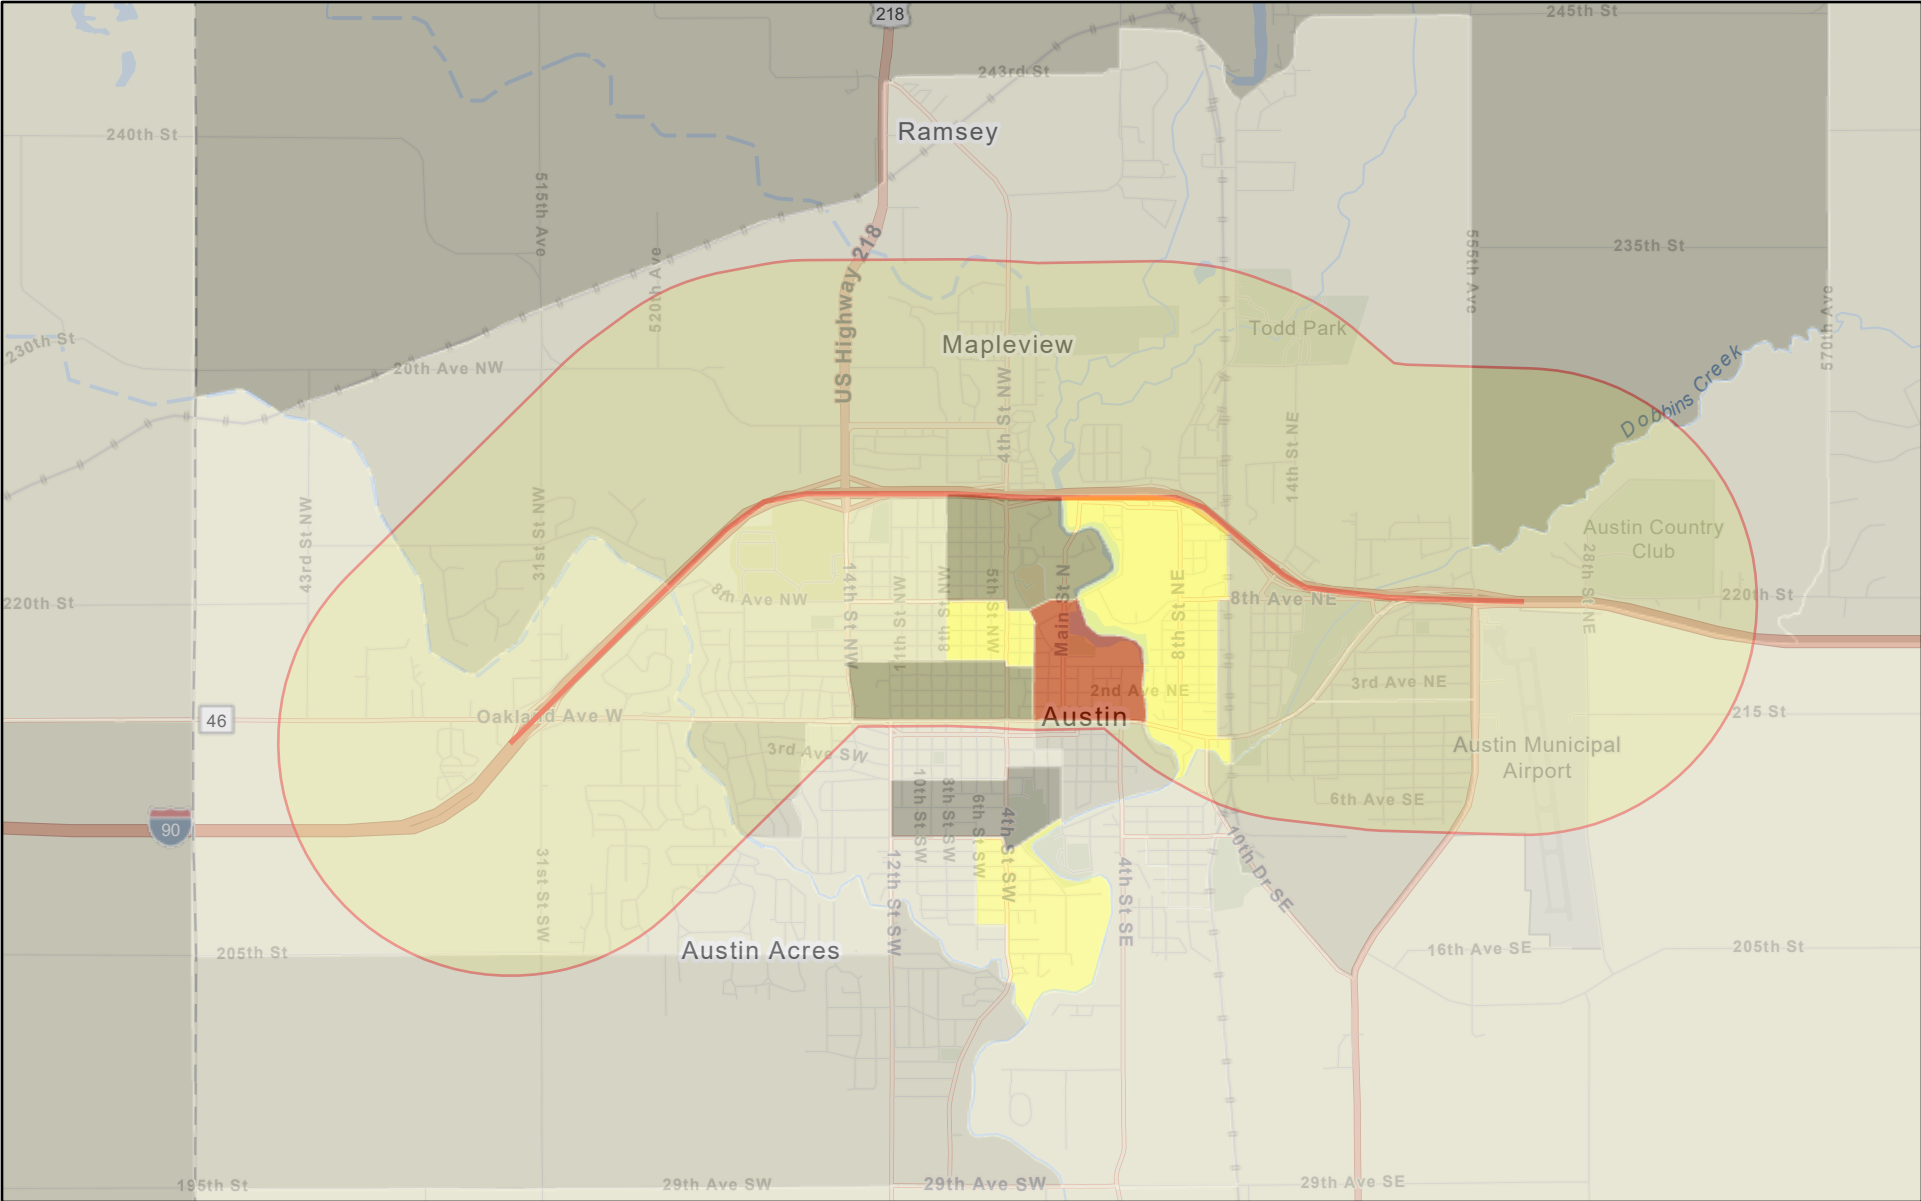 218
245th St
243rd St
Ramsey
240th St
515th Ave
US Highway 218
520th Ave
555th Ave
235th St
570th Ave
Todd Park
Mapleview
230th St
20th Ave NW
4th St NW
14th St NE
Dobbins Creek
43rd St NW
31st St NW
Austin Country
Club
28th St NE
220th St
8th Ave NW
14th St NW
11th St NW
8th St NW
5th St NW
Main St N
8th St NE
8th Ave NE
220th St
3rd Ave NE
2nd Ave NE
46
Oakland Ave W
Austin
215 St
3rd Ave SW
Austin Municipal
Airport
10th St SW
8th St SW
6th St SW
4th St SW
6th Ave SE
90
10th Dr SE
31st St SW
12th St SW
4th St SE
205th St
Austin Acres
16th Ave SE
205th St
195th St
29th Ave SW
29th Ave SW
29th Ave SE